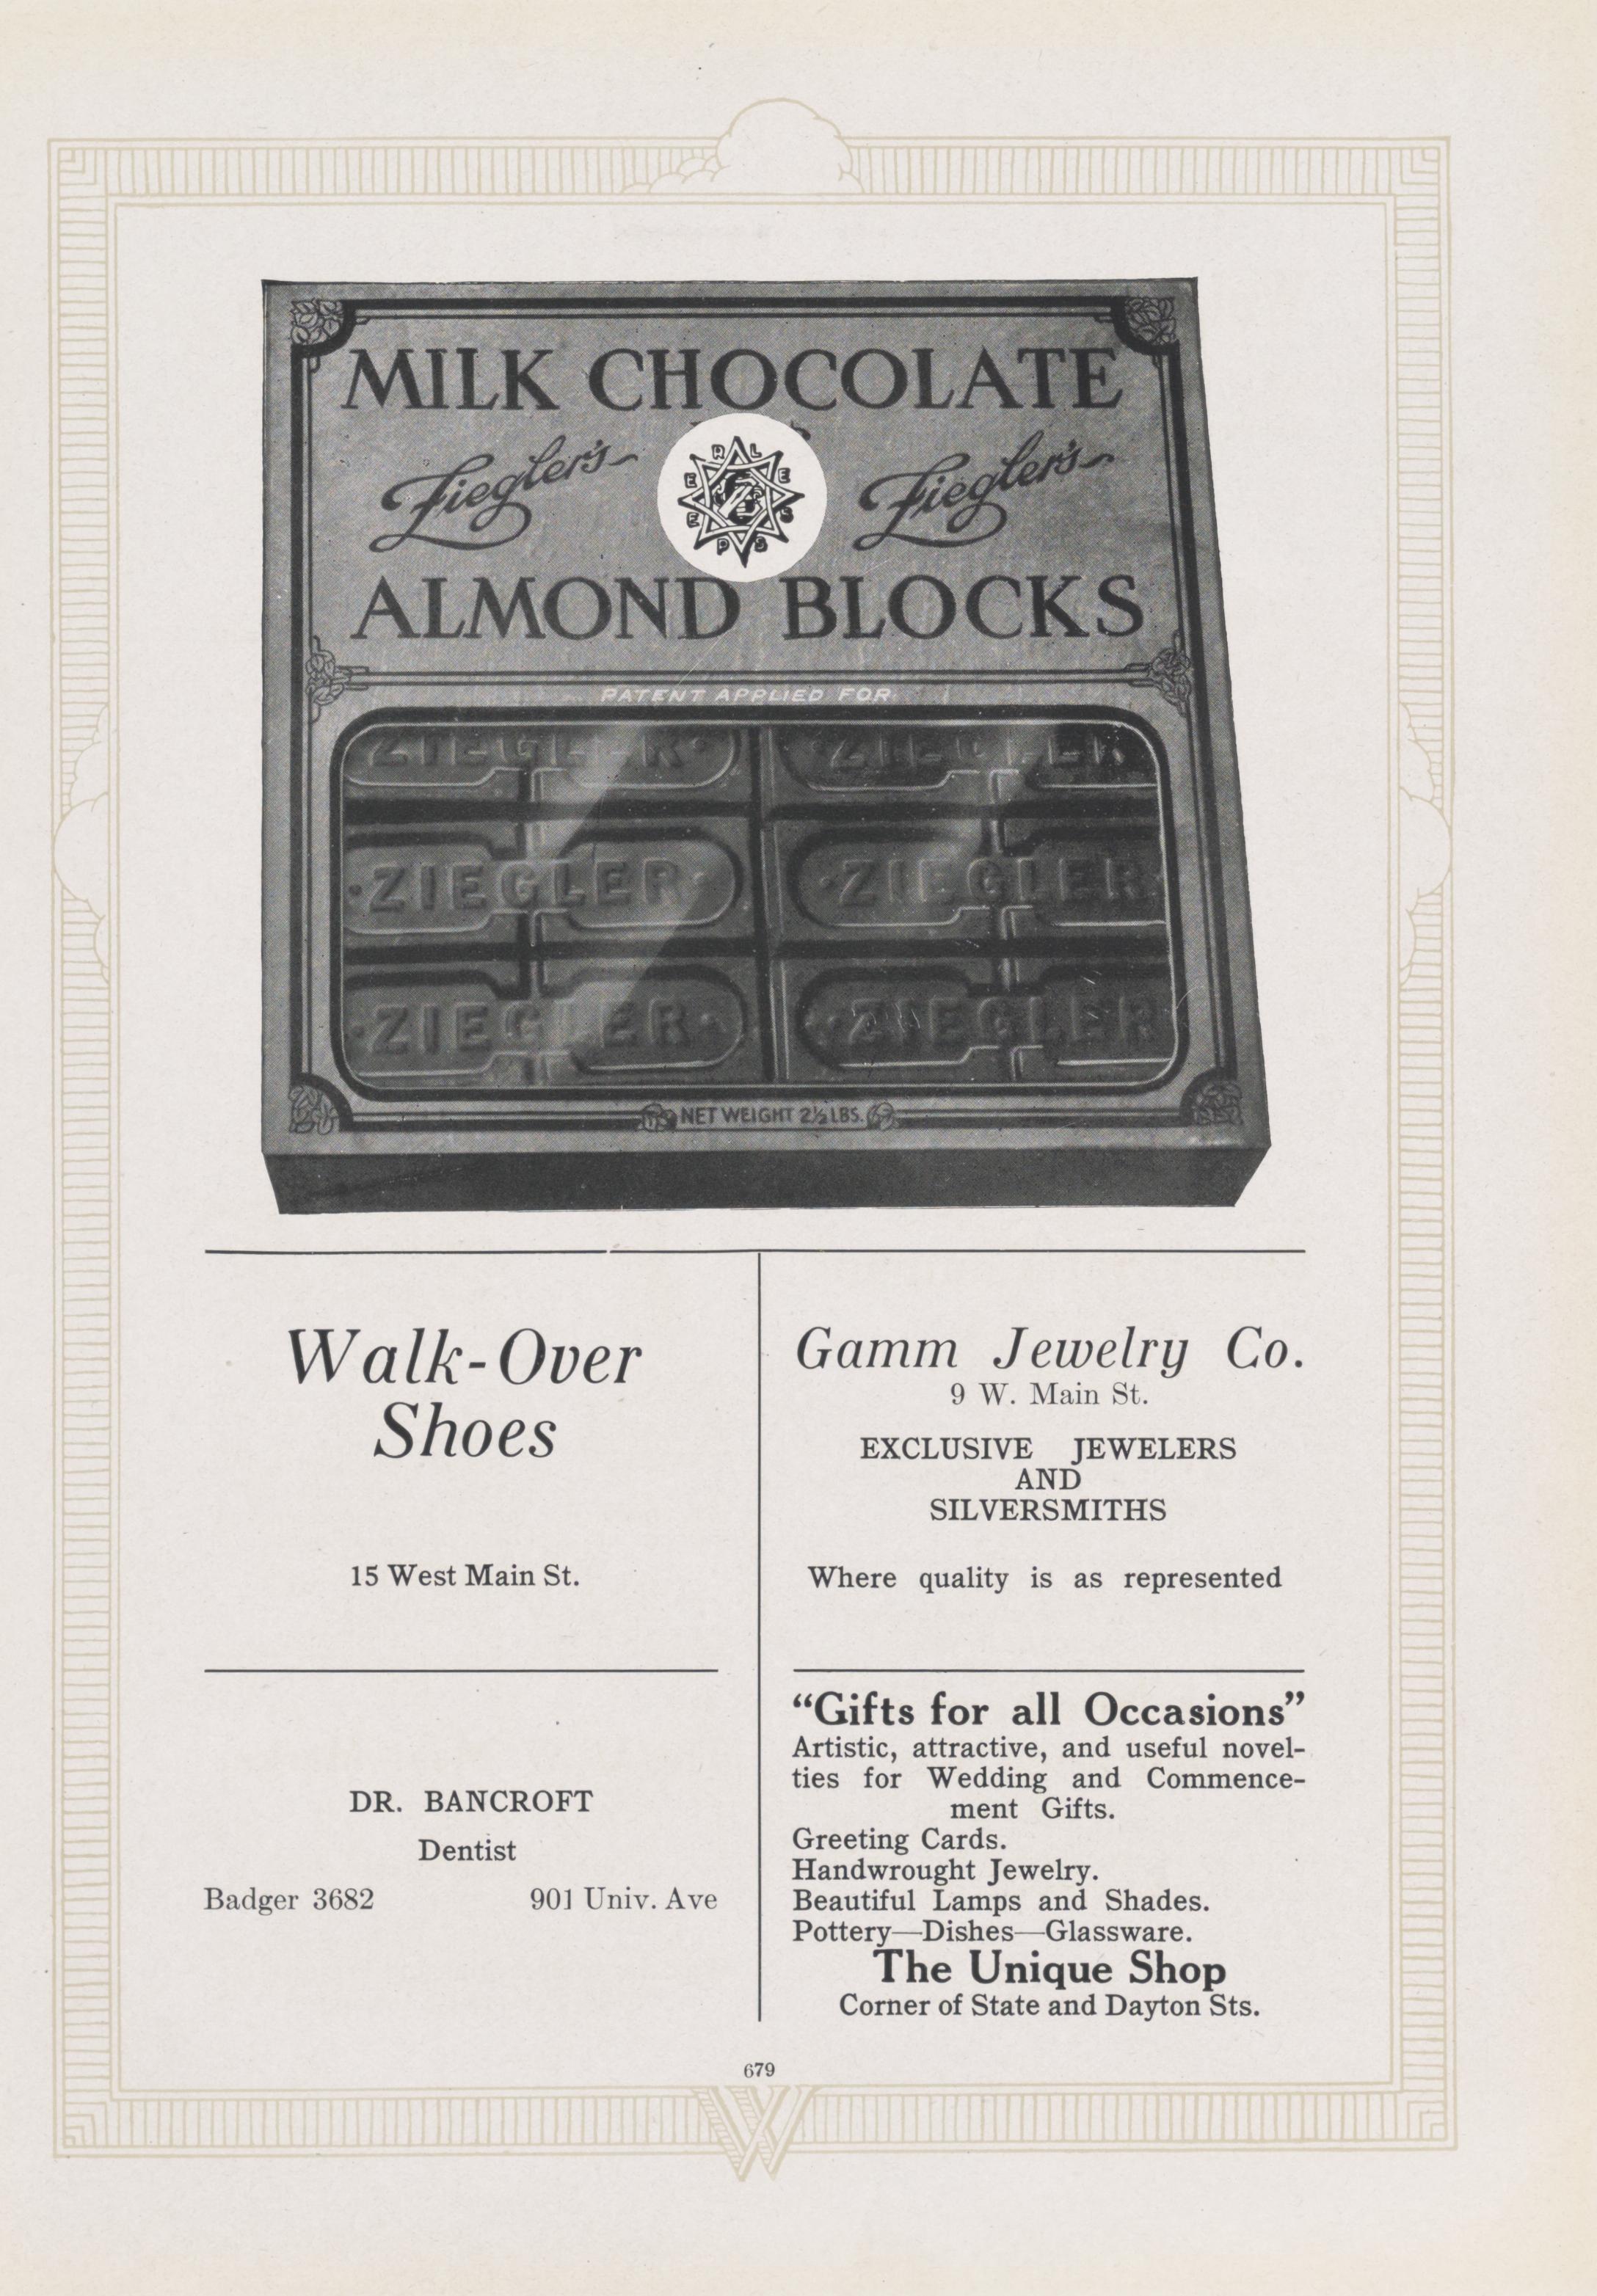 MILK CHOCOLATE
Ziegler's Ziegler's
PEERLESS
ALMOND BLOCKS
PATENT APPLIED FOR
ZIEGLER ZIEGLER
ZIEGLER ZIEGLER
ZIEGLER ZIEGLER
NET WEIGHT 2½ LBS.
Walk-Over
Shoes
15 West Main St.
Gamm Jewelry Co.
9 W. Main St.
EXCLUSIVE JEWELERS
AND
SILVERSMITHS
Where quality is as represented
DR. BANCROFT
Dentist
Badger 3682 901 Univ. Ave
"Gifts for all Occasions"
Artistic, attractive, and useful novel-
ties for Wedding and Commence-
ment Gifts.
Greeting Cards.
Handwrought Jewelry.
Beautiful Lamps and Shades.
Pottery—Dishes—Glassware.
The Unique Shop
Corner of State and Dayton Sts.
679
W